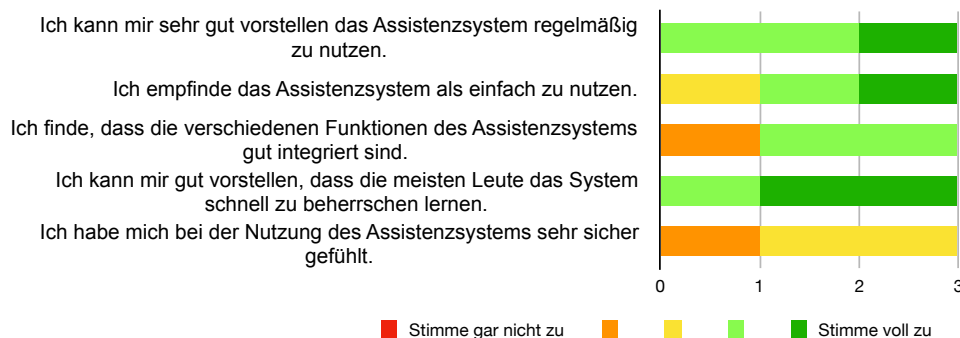 Ich kann mir sehr gut vorstellen das Assistenzsystem regelmäßig
zu nutzen.
Ich empfinde das Assistenzsystem als einfach zu nutzen.
Ich finde, dass die verschiedenen Funktionen des Assistenzsystems
gut integriert sind.
Ich kann mir gut vorstellen, dass die meisten Leute das System
schnell zu beherrschen lernen.
Ich habe mich bei der Nutzung des Assistenzsystems sehr sicher
gefühlt.
0 1 2 3
Stimme gar nicht zu Stimme voll zu